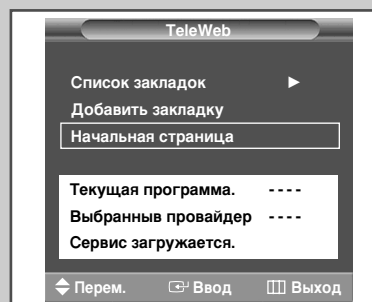 TeleWeb
Список закладок
Добавить закладку
Начальная страница
Текущая программа. ----
Выбранныв провайдер ----
Сервис загружается.
Перем. Ввод Выход